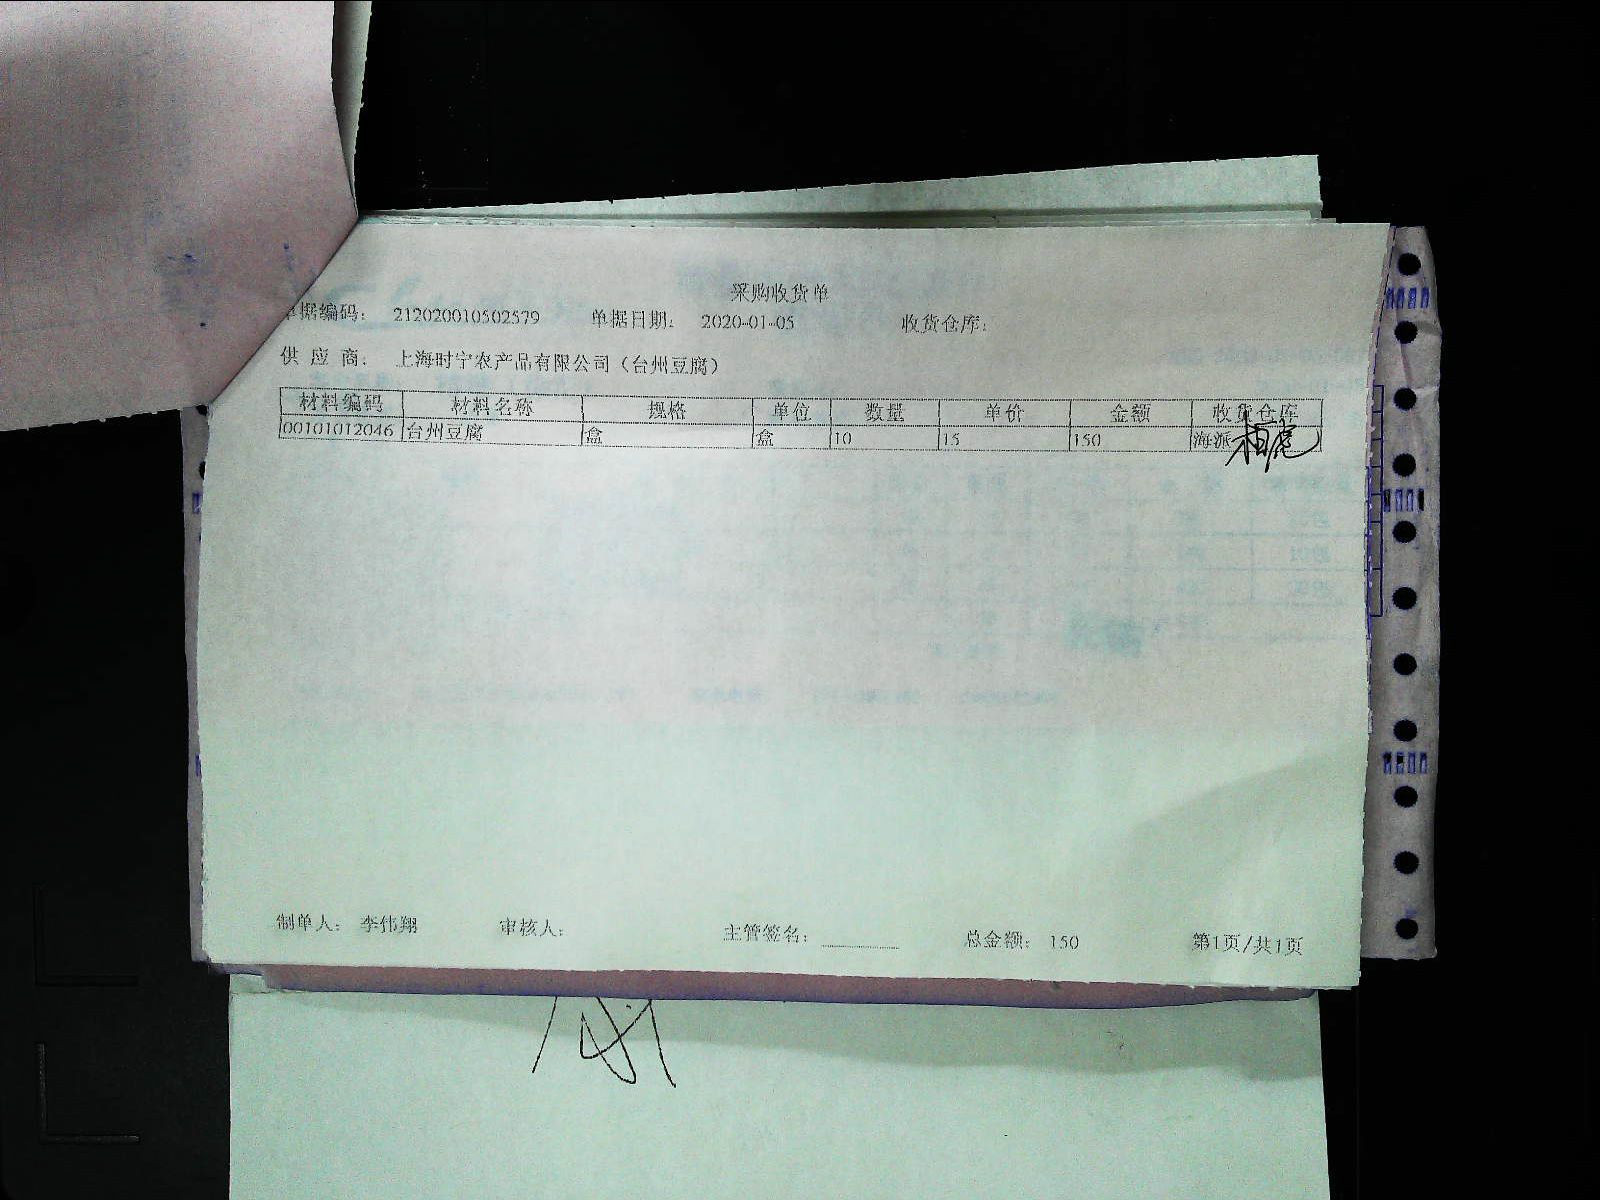 采购收货单
单据编码： 212020010502579 单据日期： 2020-01-05 收货仓库：
供 应 商： 上海时宁农产品有限公司（台州豆腐）
材料编码 材料名称 规格 单位 数量 单价 金额 收货仓库
00101012046 台州豆腐 盒 盒 10 15 150 海派
制单人： 李伟翔 审核人： 主管签名： 总金额： 150 第1页/共1页